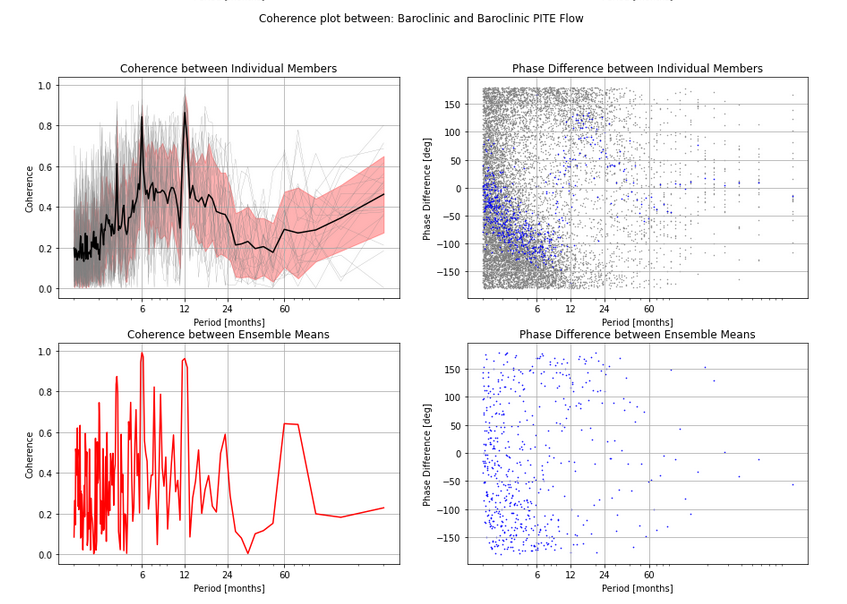 Coherence plot between: Baroclinic and Baroclinic PITE Flow
Coherence between Individual Members
1.0
0.8
0.6
0.4
0.2
0.0
Coherence
6 12 24 60
Period [months]
Phase Difference between Individual Members
150
100
50
0
−50
−100
−150
Phase Difference [deg]
6 12 24 60
Period [months]
Coherence between Ensemble Means
1.0
0.8
0.6
0.4
0.2
0.0
Coherence
6 12 24 60
Period [months]
Phase Difference between Ensemble Means
150
100
50
0
−50
−100
−150
Phase Difference [deg]
6 12 24 60
Period [months]